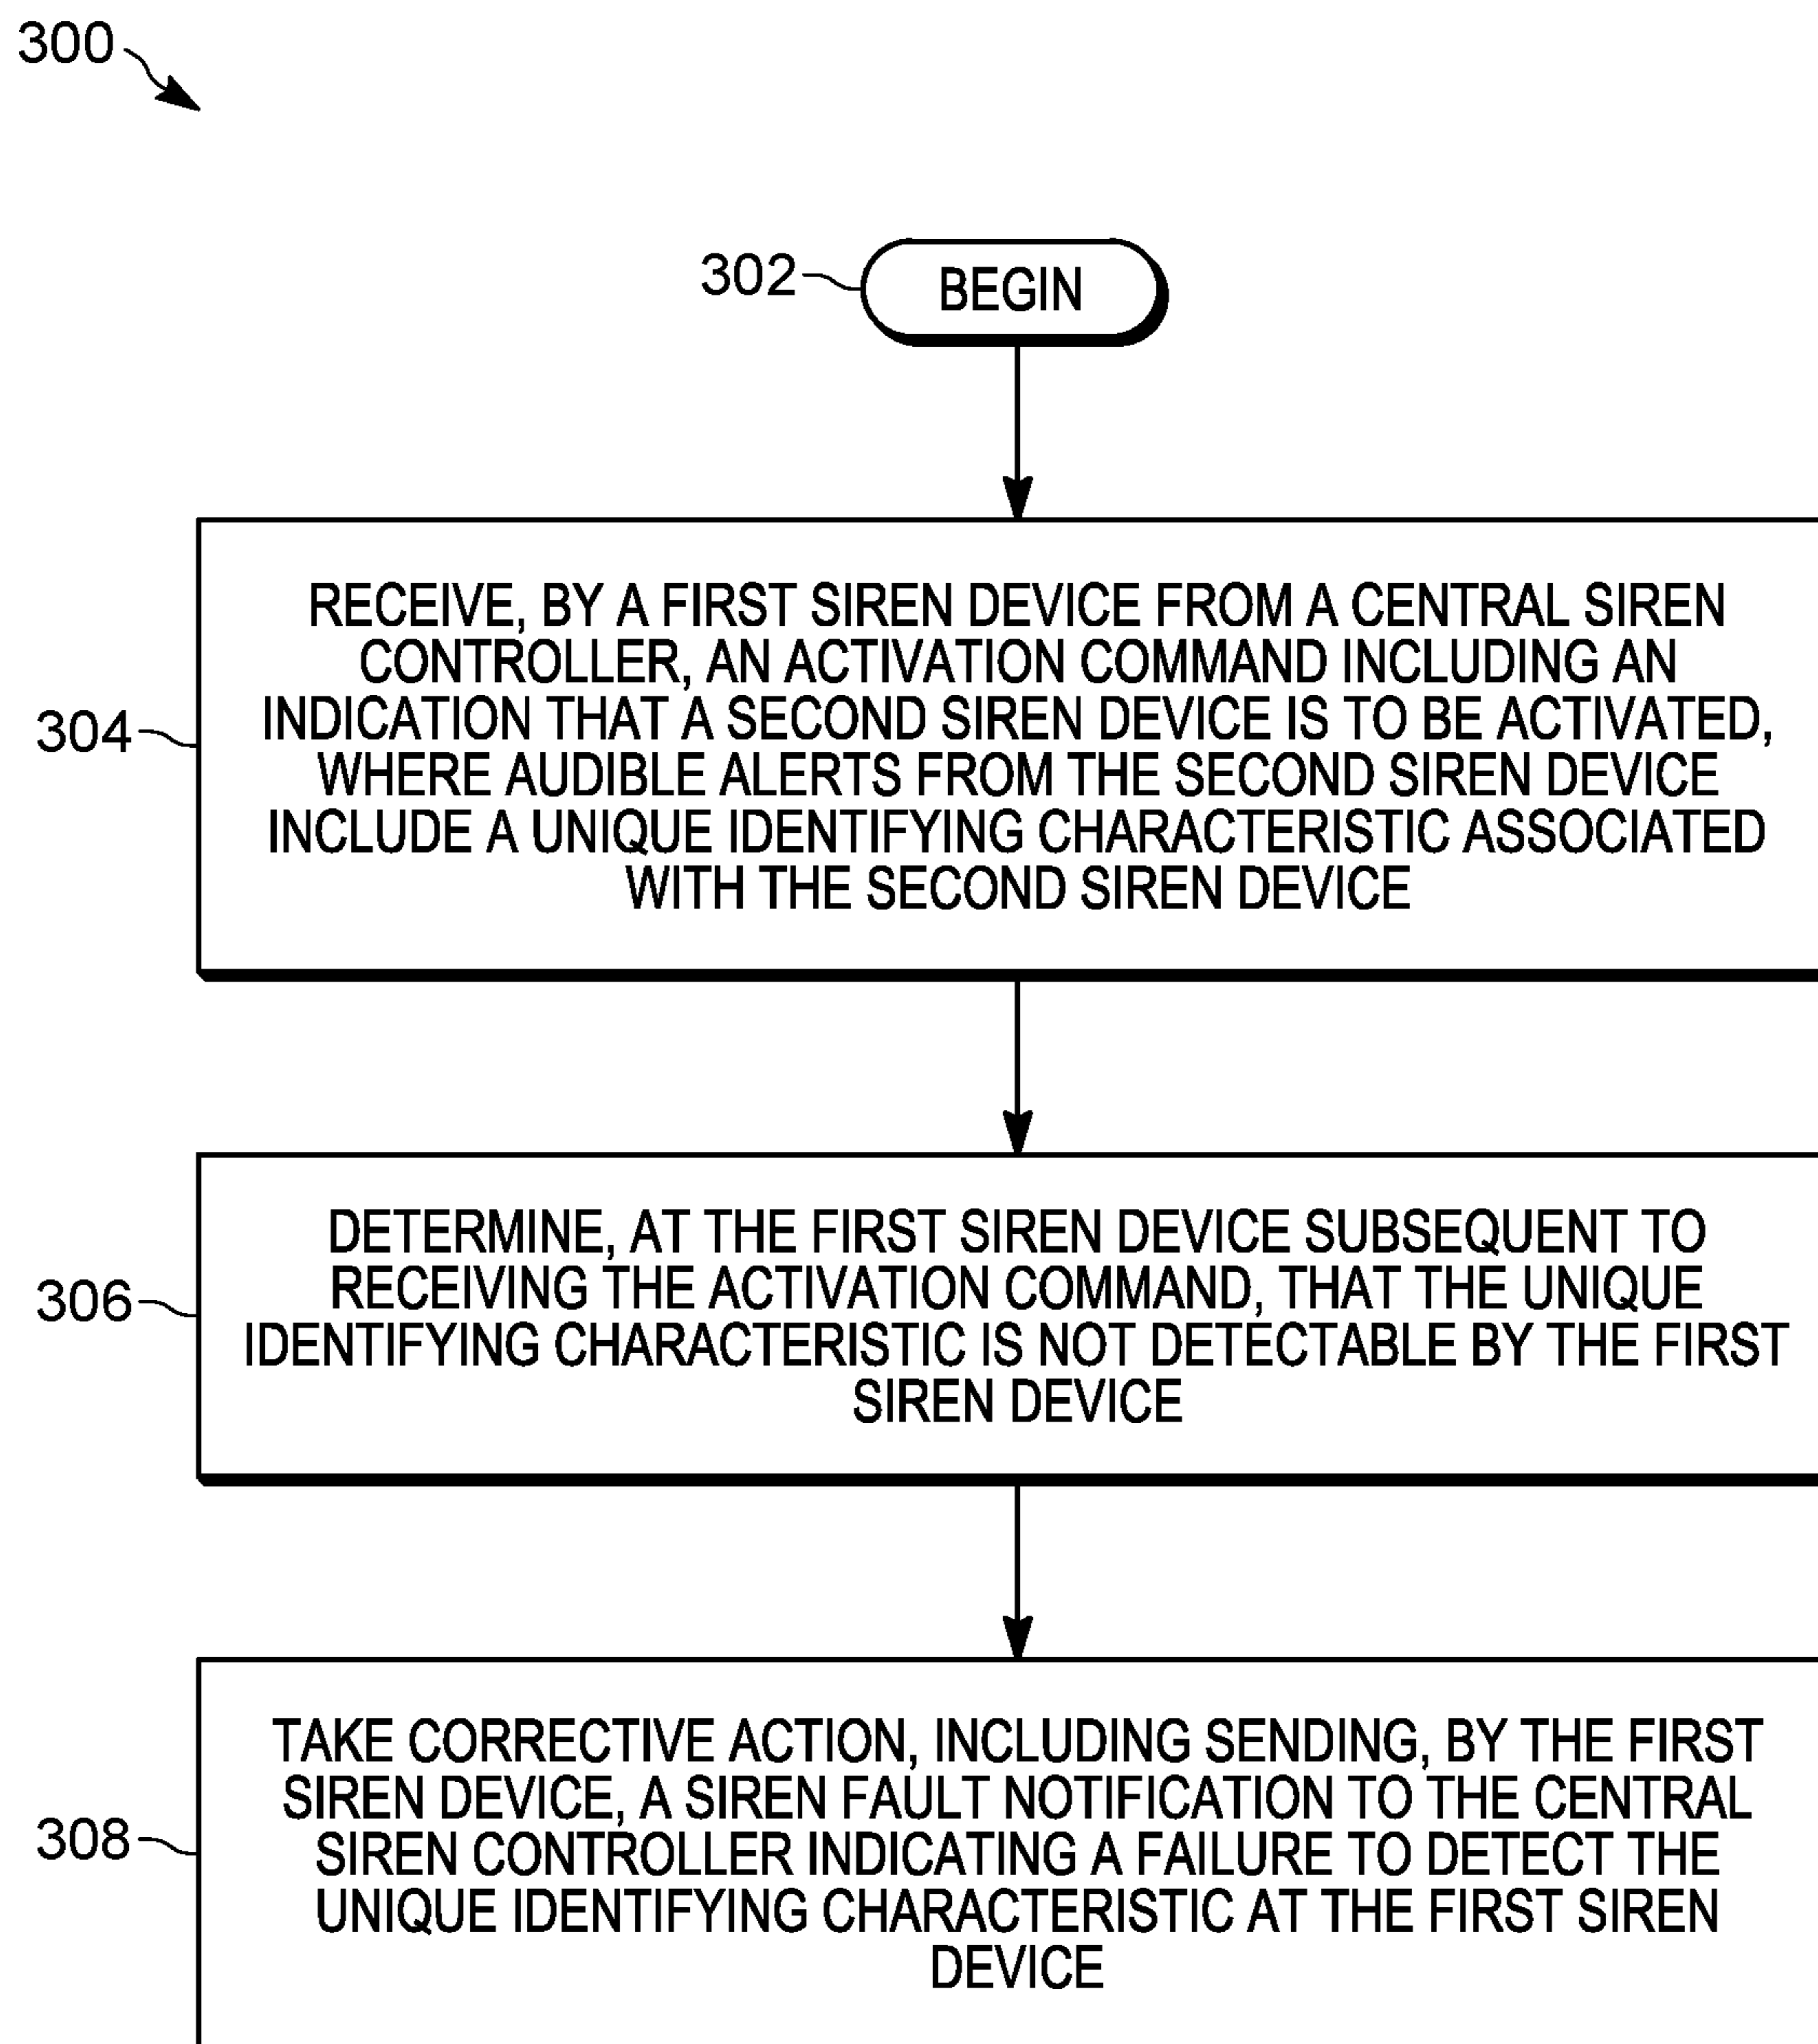 300
302
BEGIN
RECEIVE, BY A FIRST SIREN DEVICE FROM A CENTRAL SIREN
CONTROLLER, AN ACTIVATION COMMAND INCLUDING AN
INDICATION THAT A SECOND SIREN DEVICE IS TO BE ACTIVATED,
WHERE AUDIBLE ALERTS FROM THE SECOND SIREN DEVICE
INCLUDE A UNIQUE IDENTIFYING CHARACTERISTIC ASSOCIATED
WITH THE SECOND SIREN DEVICE
304
DETERMINE, AT THE FIRST SIREN DEVICE SUBSEQUENT TO
RECEIVING THE ACTIVATION COMMAND, THAT THE UNIQUE
IDENTIFYING CHARACTERISTIC IS NOT DETECTABLE BY THE FIRST
SIREN DEVICE
306
TAKE CORRECTIVE ACTION, INCLUDING SENDING, BY THE FIRST
SIREN DEVICE, A SIREN FAULT NOTIFICATION TO THE CENTRAL
SIREN CONTROLLER INDICATING A FAILURE TO DETECT THE
UNIQUE IDENTIFYING CHARACTERISTIC AT THE FIRST SIREN
DEVICE
308